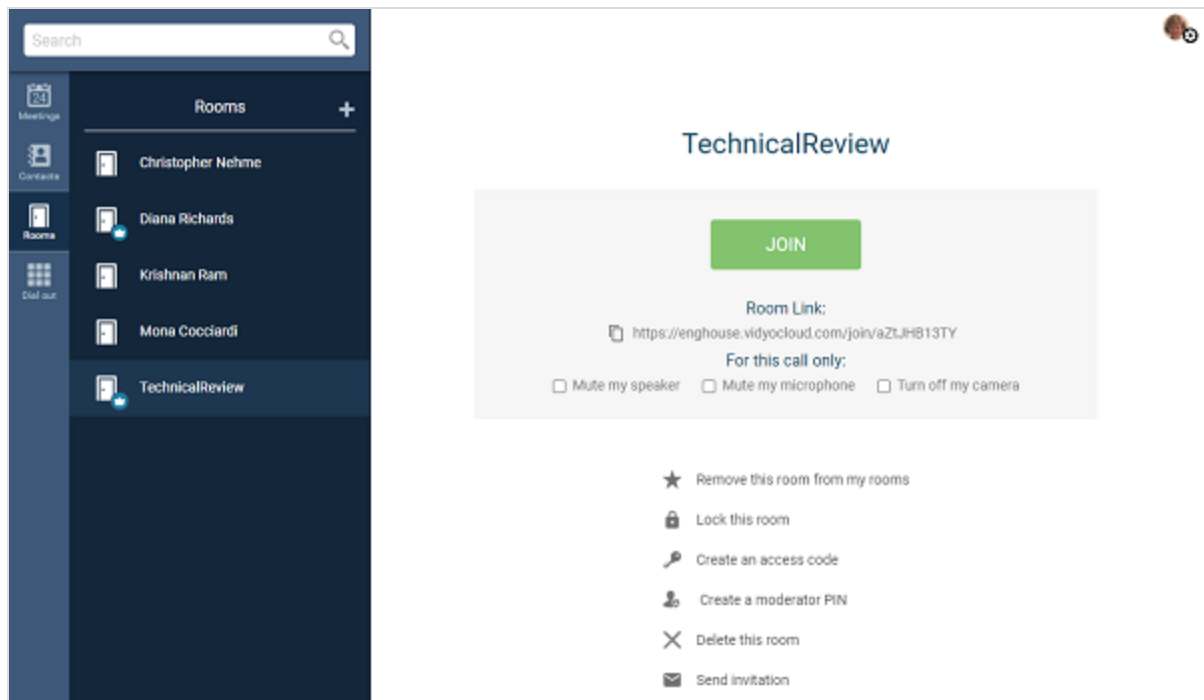 Search
24
Meetings
Contacts
Rooms
Dial out
Rooms +
Christopher Nehme
Diana Richards
Krishnan Ram
Mona Cocciardi
TechnicalReview
TechnicalReview
JOIN
Room Link:
https://enghouse.vidyocloud.com/join/aZtJHB13TY
For this call only:
Mute my speaker Mute my microphone Turn off my camera
Remove this room from my rooms
Lock this room
Create an access code
Create a moderator PIN
Delete this room
Send invitation